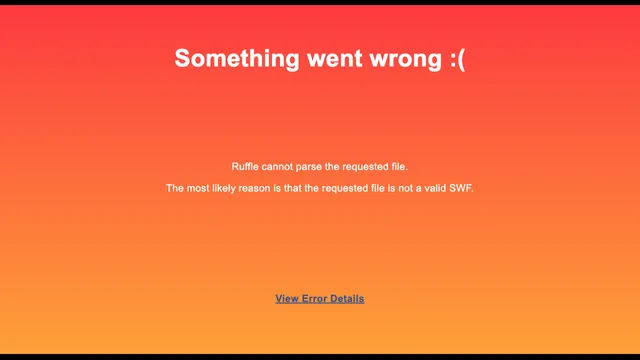 Something went wrong :(
Ruffle cannot parse the requested file.
The most likely reason is that the requested file is not a valid SWF.
View Error Details